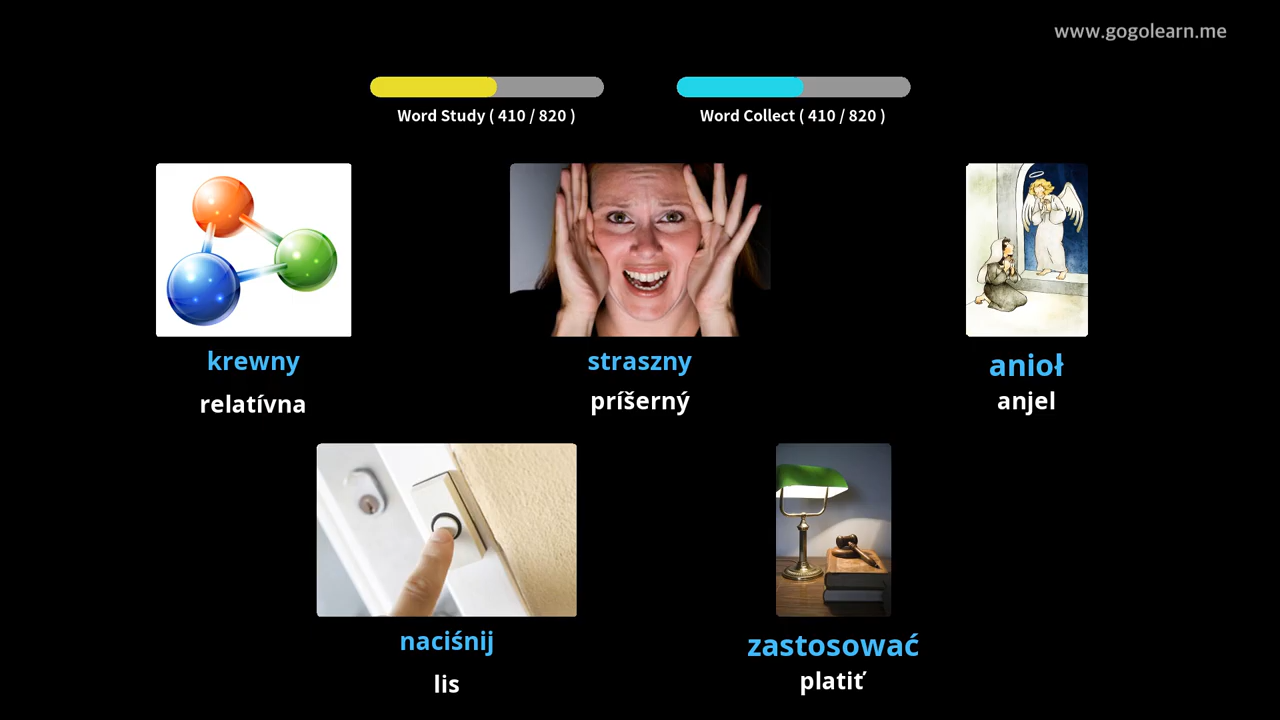 www.gogolearn.me
Word Study ( 410 / 820 )
Word Collect ( 410 / 820 )
krewny
relatívna
straszny
príšerný
anioł
anjel
naciśnij
lis
zastosować
platiť